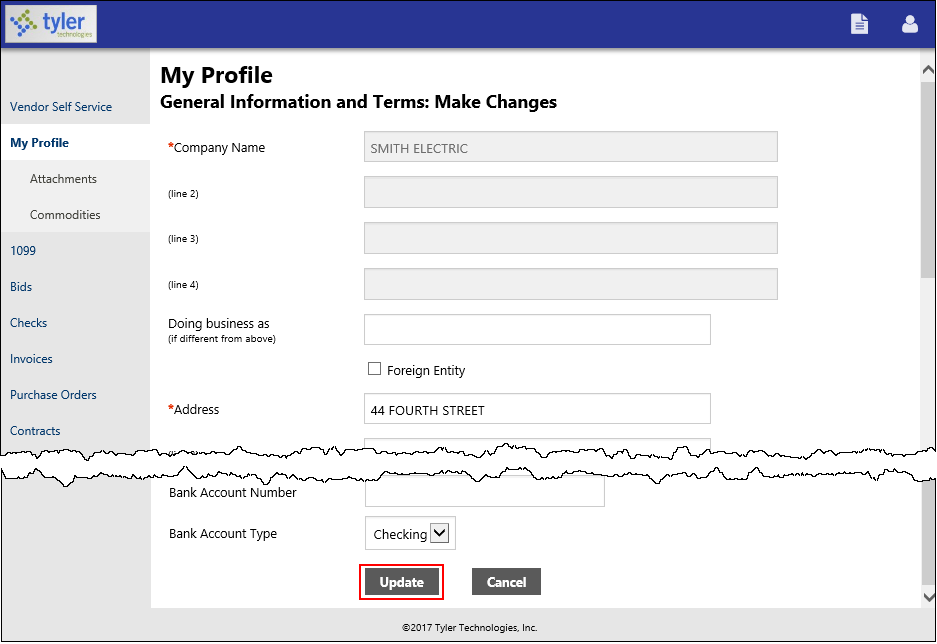 tyler
technologies
Vendor Self Service
My Profile
Attachments
Commodities
1099
Bids
Checks
Invoices
Purchase Orders
Contracts
My Profile
General Information and Terms: Make Changes
*Company Name
SMITH ELECTRIC
(line 2)
(line 3)
(line 4)
Doing business as
(if different from above)
Foreign Entity
*Address
44 FOURTH STREET
Bank Account Number
Bank Account Type
Checking
Update
Cancel
©2017 Tyler Technologies, Inc.